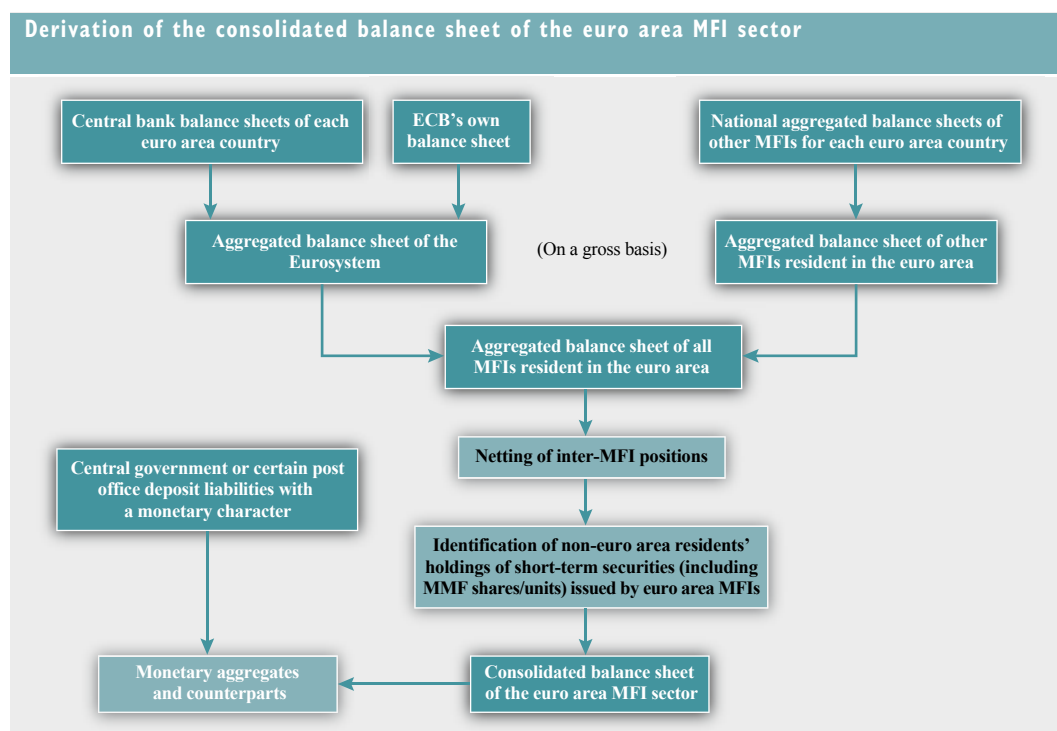 Derivation of the consolidated balance sheet of the euro area MFI sector
Central bank balance sheets of each
euro area country
ECB’s own
balance sheet
National aggregated balance sheets of
other MFIs for each euro area country
Aggregated balance sheet of the
Eurosystem
(On a gross basis)
Aggregated balance sheet of other
MFIs resident in the euro area
Aggregated balance sheet of all
MFIs resident in the euro area
Netting of inter-MFI positions
Central government or certain post
office deposit liabilities with
a monetary character
Identification of non-euro area residents’
holdings of short-term securities (including
MMF shares/units) issued by euro area MFIs
Monetary aggregates
and counterparts
Consolidated balance sheet
of the euro area MFI sector